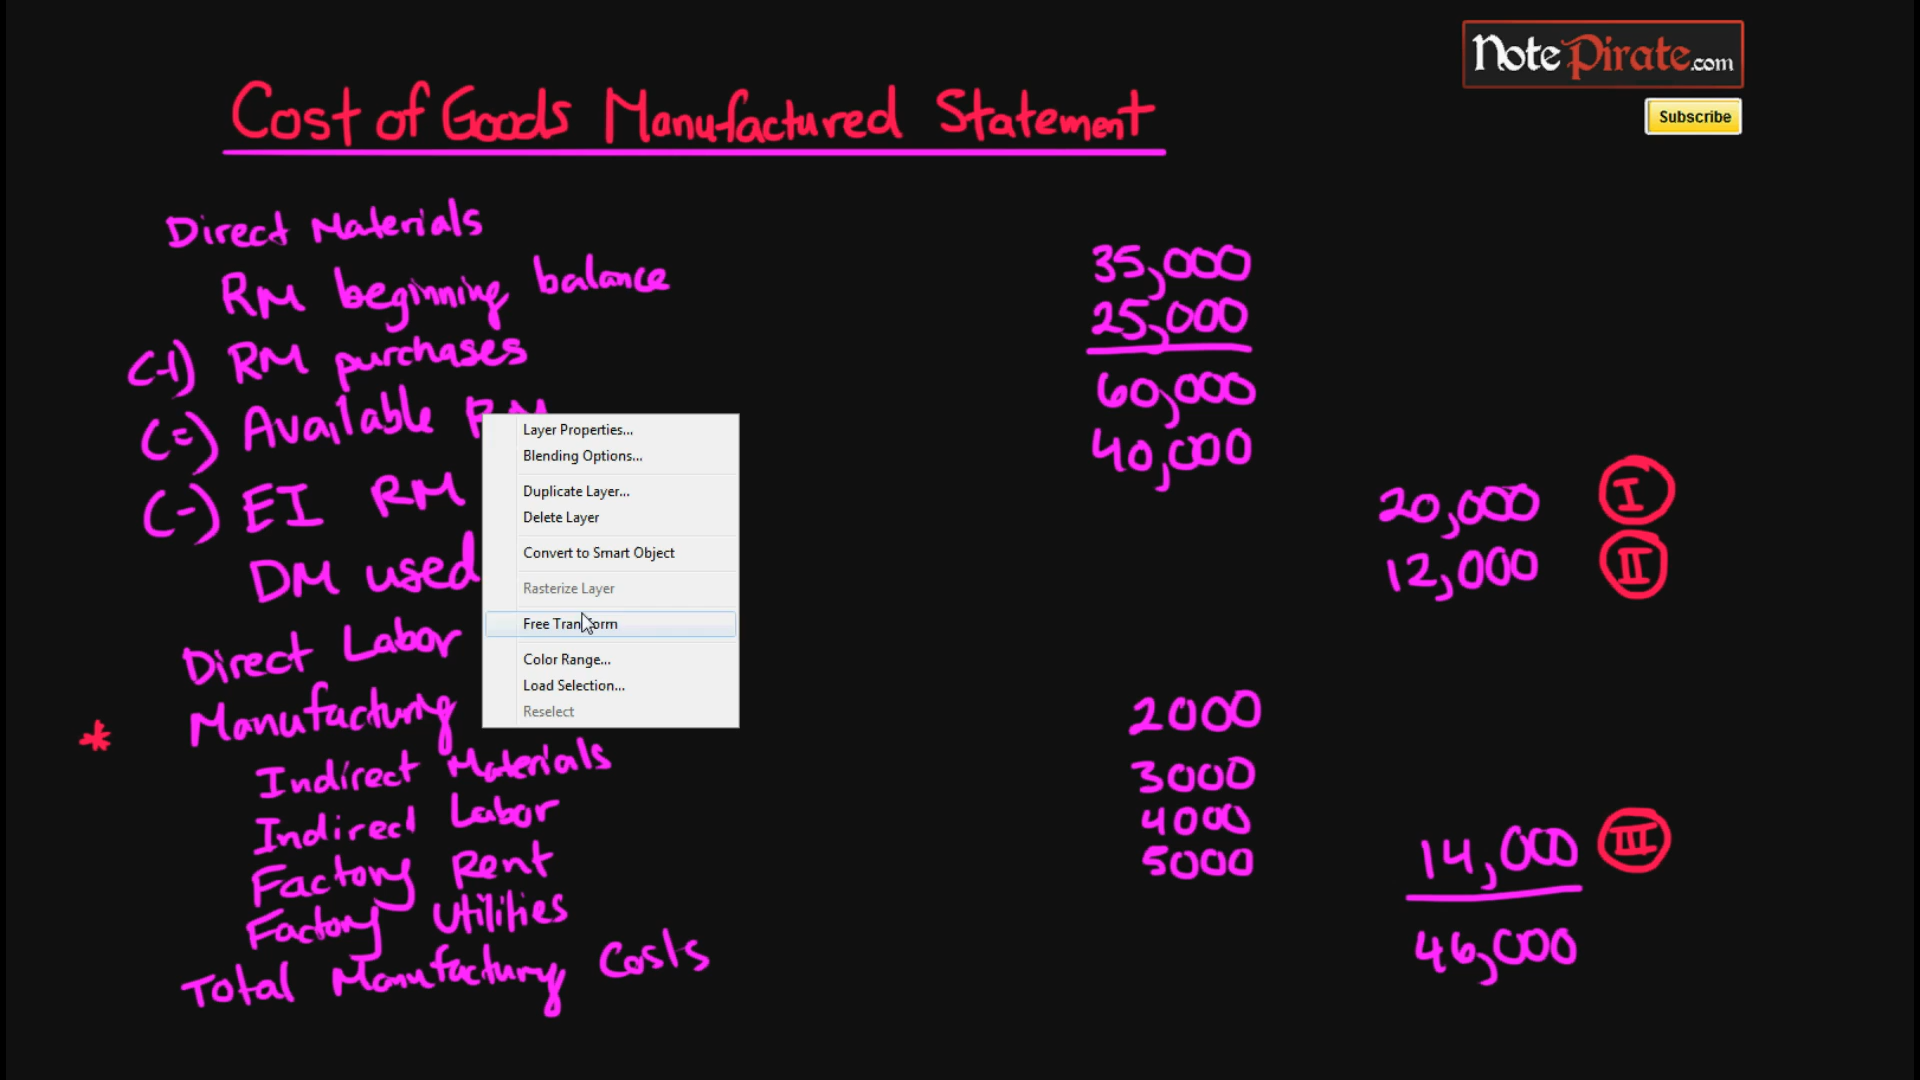 NotePirate.com
Subscribe
Cost of Goods Manufactured Statement
Direct Materials
RM beginning balance 35,000
(+) RM purchases 25,000
(=) Available RM 60,000
(-) EI RM 40,000
DM used 20,000 I
Direct Labor 12,000 II
* Manufacturing
Indirect Materials 2000
Indirect Labor 3000
Factory Rent 4000
Factory Utilities 5000 14,000 III
Total Manufacturing Costs 46,000
Layer Properties...
Blending Options...
Duplicate Layer...
Delete Layer
Convert to Smart Object
Rasterize Layer
Free Transform
Color Range...
Load Selection...
Reselect